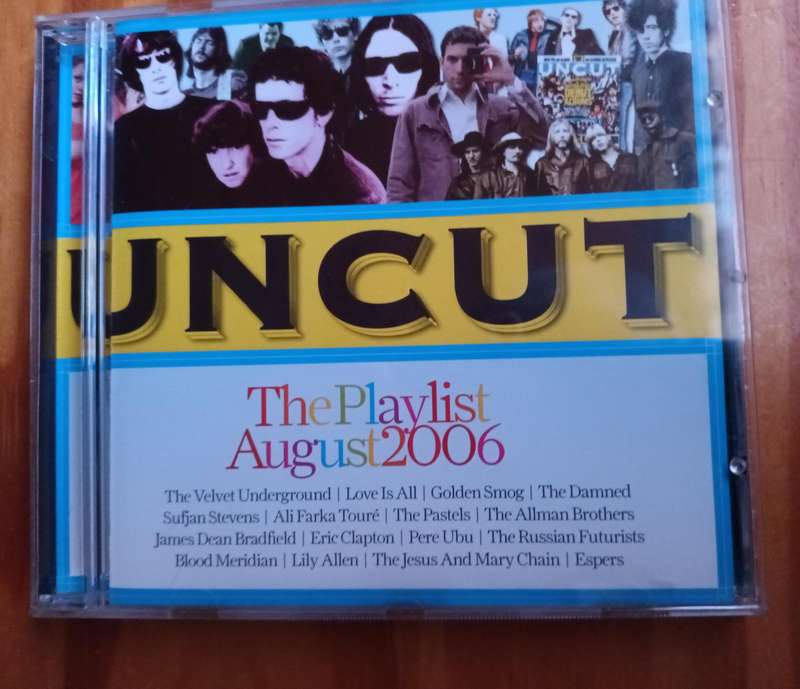 UNCUT
UNCUT
The Playlist
August2006
The Velvet Underground | Love Is All | Golden Smog | The Damned
Sufjan Stevens | Ali Farka Touré | The Pastels | The Allman Brothers
James Dean Bradfield | Eric Clapton | Pere Ubu | The Russian Futurists
Blood Meridian | Lily Allen | The Jesus And Mary Chain | Espers